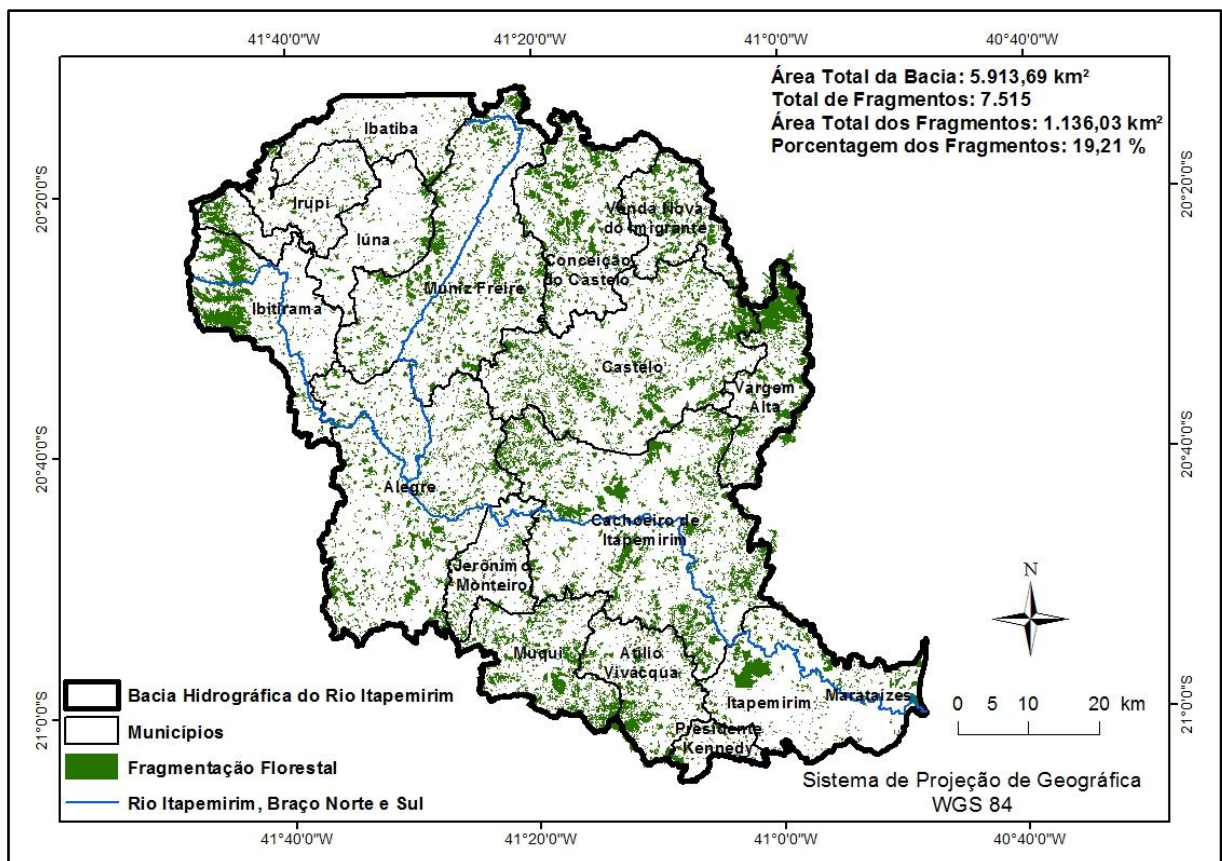 41°40'0"W
41°20'0"W
41°0'0"W
40°40'0"W
Área Total da Bacia: 5.913,69 km²
Total de Fragmentos: 7.515
Área Total dos Fragmentos: 1.136,03 km²
Porcentagem dos Fragmentos: 19,21 %
20°20'0"S
20°20'0"S
Ibatiba
Irupi
Iúna
Venda Nova
do Imigrante
Conceição
do Castelo
Muniz Freire
Ibitirama
Castelo
Vargem
Alta
20°40'0"S
20°40'0"S
Alegre
Cachoeiro de
Itapemirim
Jerônimo
Monteiro
N
Muqui
Atílio
Vivacqua
Itapemirim
Marataízes
Presidente
Kennedy
21°0'0"S
21°0'0"S
Bacia Hidrográfica do Rio Itapemirim
Municípios
Fragmentação Florestal
Rio Itapemirim, Braço Norte e Sul
0 5 10 20 km
Sistema de Projeção de Geográfica
WGS 84
41°40'0"W
41°20'0"W
41°0'0"W
40°40'0"W